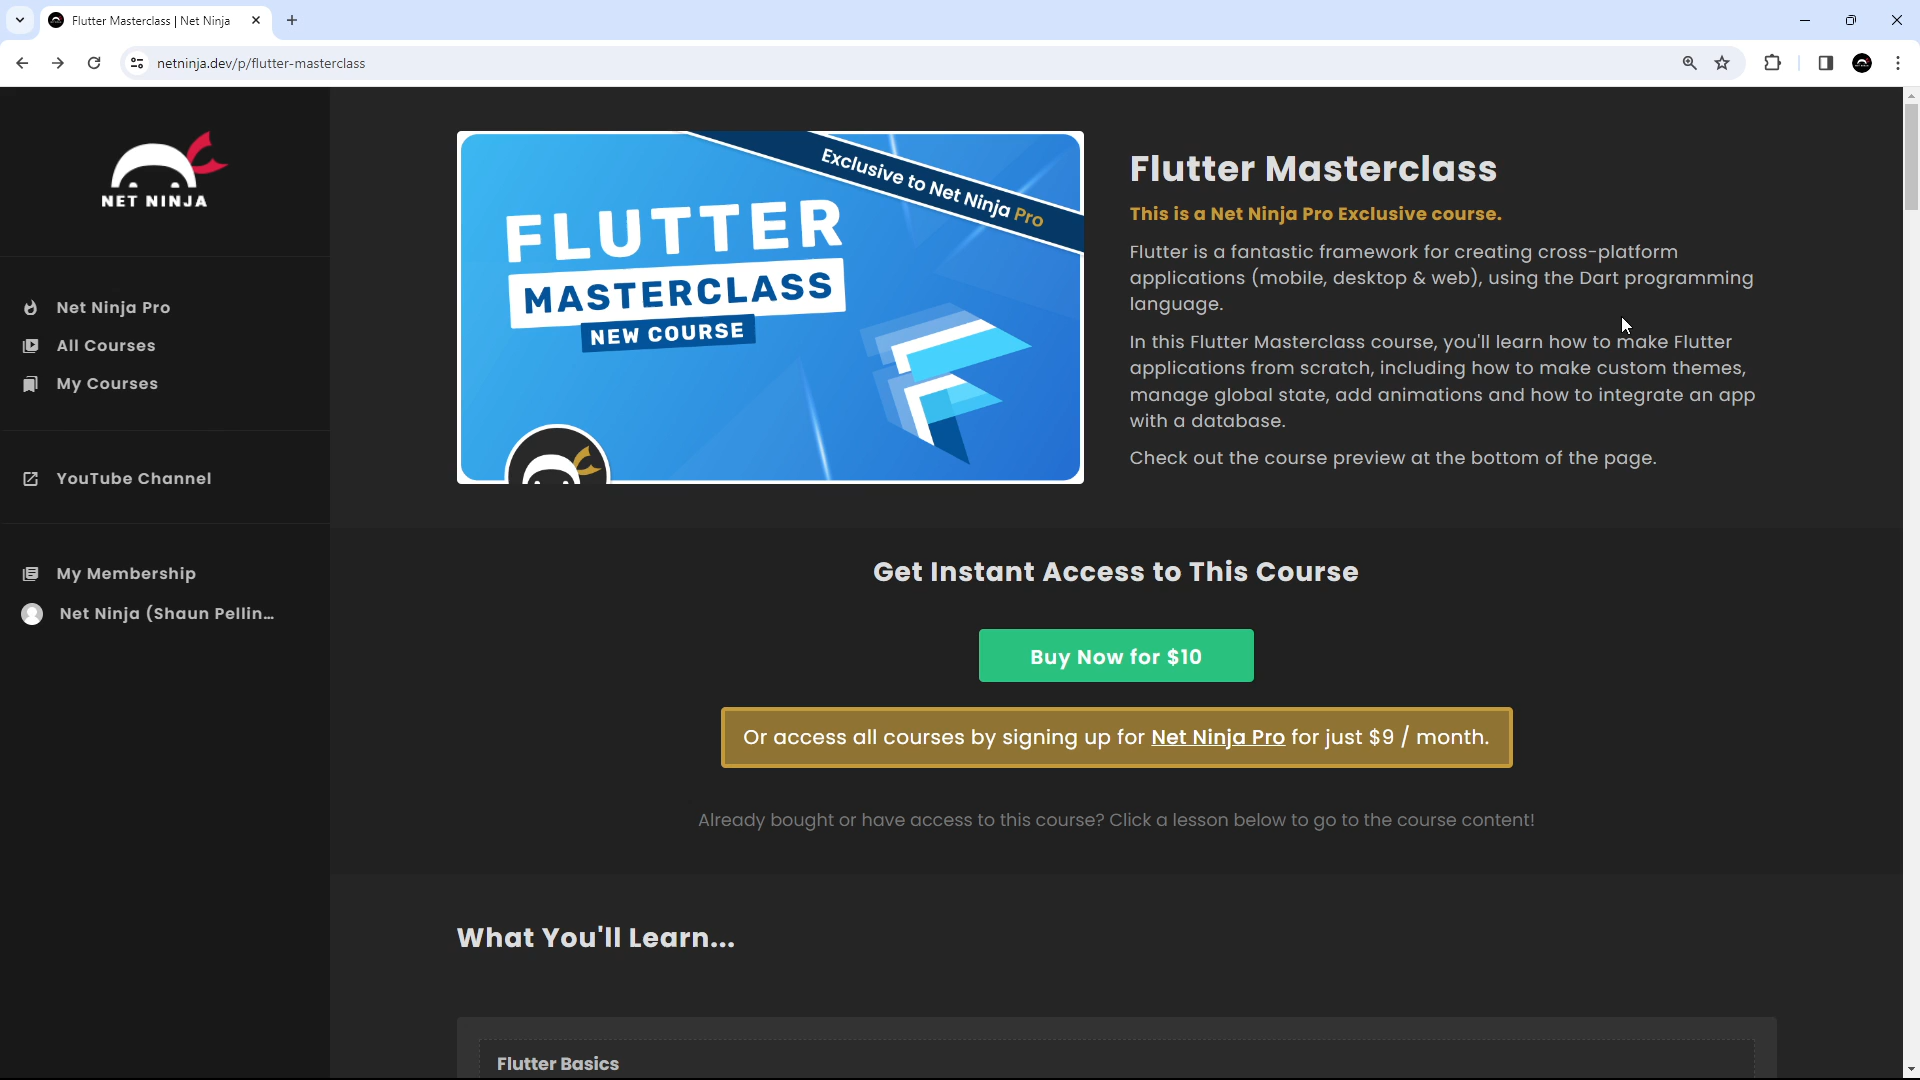 Flutter Masterclass | Net Ninja
netninja.dev/p/flutter-masterclass
NET NINJA
Net Ninja Pro
All Courses
My Courses
YouTube Channel
My Membership
Net Ninja (Shaun Pellin...
Exclusive to Net Ninja Pro
FLUTTER
MASTERCLASS
NEW COURSE
Flutter Masterclass
This is a Net Ninja Pro Exclusive course.
Flutter is a fantastic framework for creating cross-platform
applications (mobile, desktop & web), using the Dart programming
language.
In this Flutter Masterclass course, you'll learn how to make Flutter
applications from scratch, including how to make custom themes,
manage global state, add animations and how to integrate an app
with a database.
Check out the course preview at the bottom of the page.
Get Instant Access to This Course
Buy Now for $10
Or access all courses by signing up for Net Ninja Pro for just $9 / month.
Already bought or have access to this course? Click a lesson below to go to the course content!
What You'll Learn...
Flutter Basics